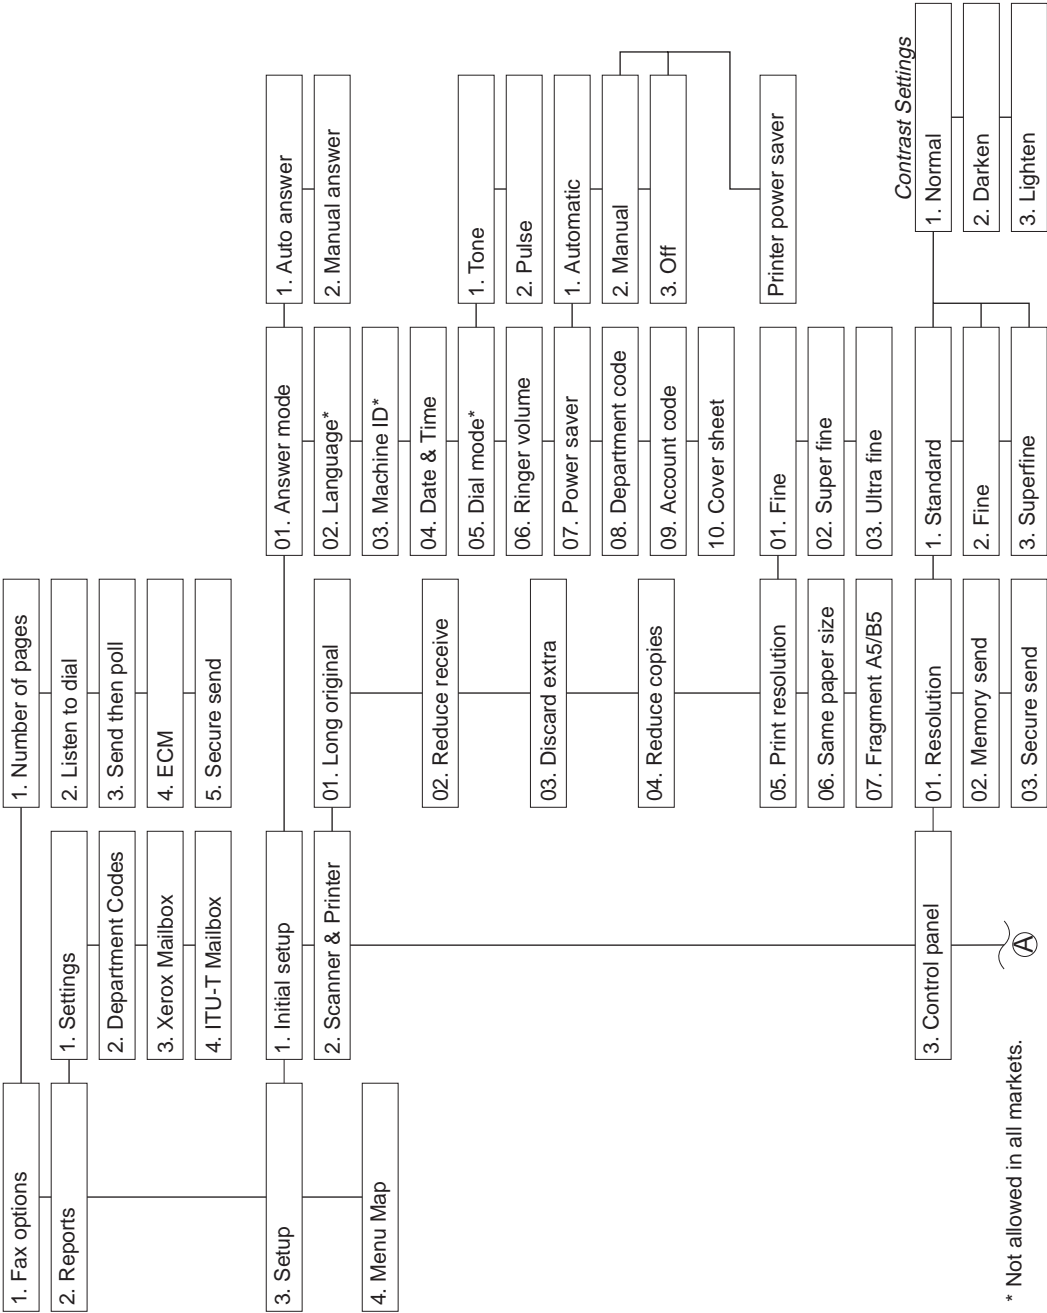 1. Fax options
2. Reports
3. Setup
4. Menu Map
1. Number of pages
2. Listen to dial
3. Send then poll
4. ECM
5. Secure send
1. Settings
2. Department Codes
3. Xerox Mailbox
4. ITU-T Mailbox
1. Initial setup
2. Scanner & Printer
3. Control panel
A
01. Answer mode
02. Language*
03. Machine ID*
04. Date & Time
05. Dial mode*
06. Ringer volume
07. Power saver
08. Department code
09. Account code
10. Cover sheet
1. Auto answer
2. Manual answer
1. Tone
2. Pulse
1. Automatic
2. Manual
3. Off
Printer power saver
01. Long original
02. Reduce receive
03. Discard extra
04. Reduce copies
05. Print resolution
06. Same paper size
07. Fragment A5/B5
01. Fine
02. Super fine
03. Ultra fine
01. Resolution
02. Memory send
03. Secure send
1. Standard
2. Fine
3. Superfine
Contrast Settings
1. Normal
2. Darken
3. Lighten
* Not allowed in all markets.